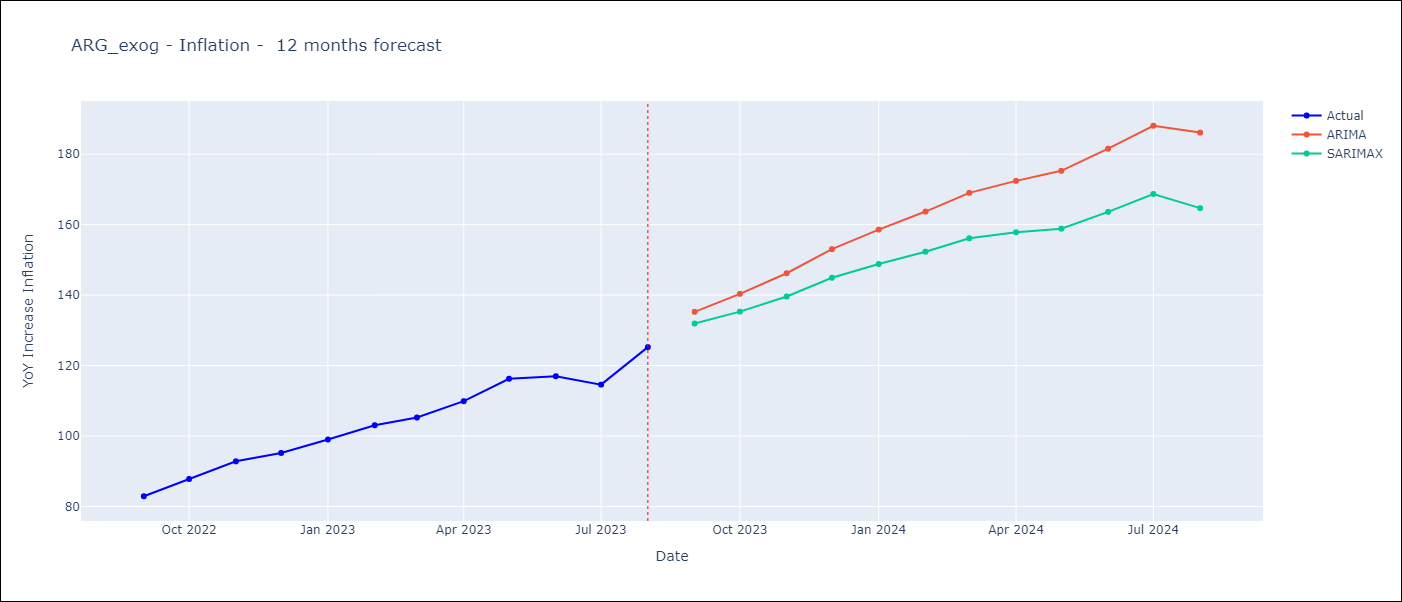 ARG_exog - Inflation -  12 months forecast
Actual
ARIMA
SARIMAX
YoY Increase Inflation
180
160
140
120
100
80
Oct 2022
Jan 2023
Apr 2023
Jul 2023
Oct 2023
Jan 2024
Apr 2024
Jul 2024
Date